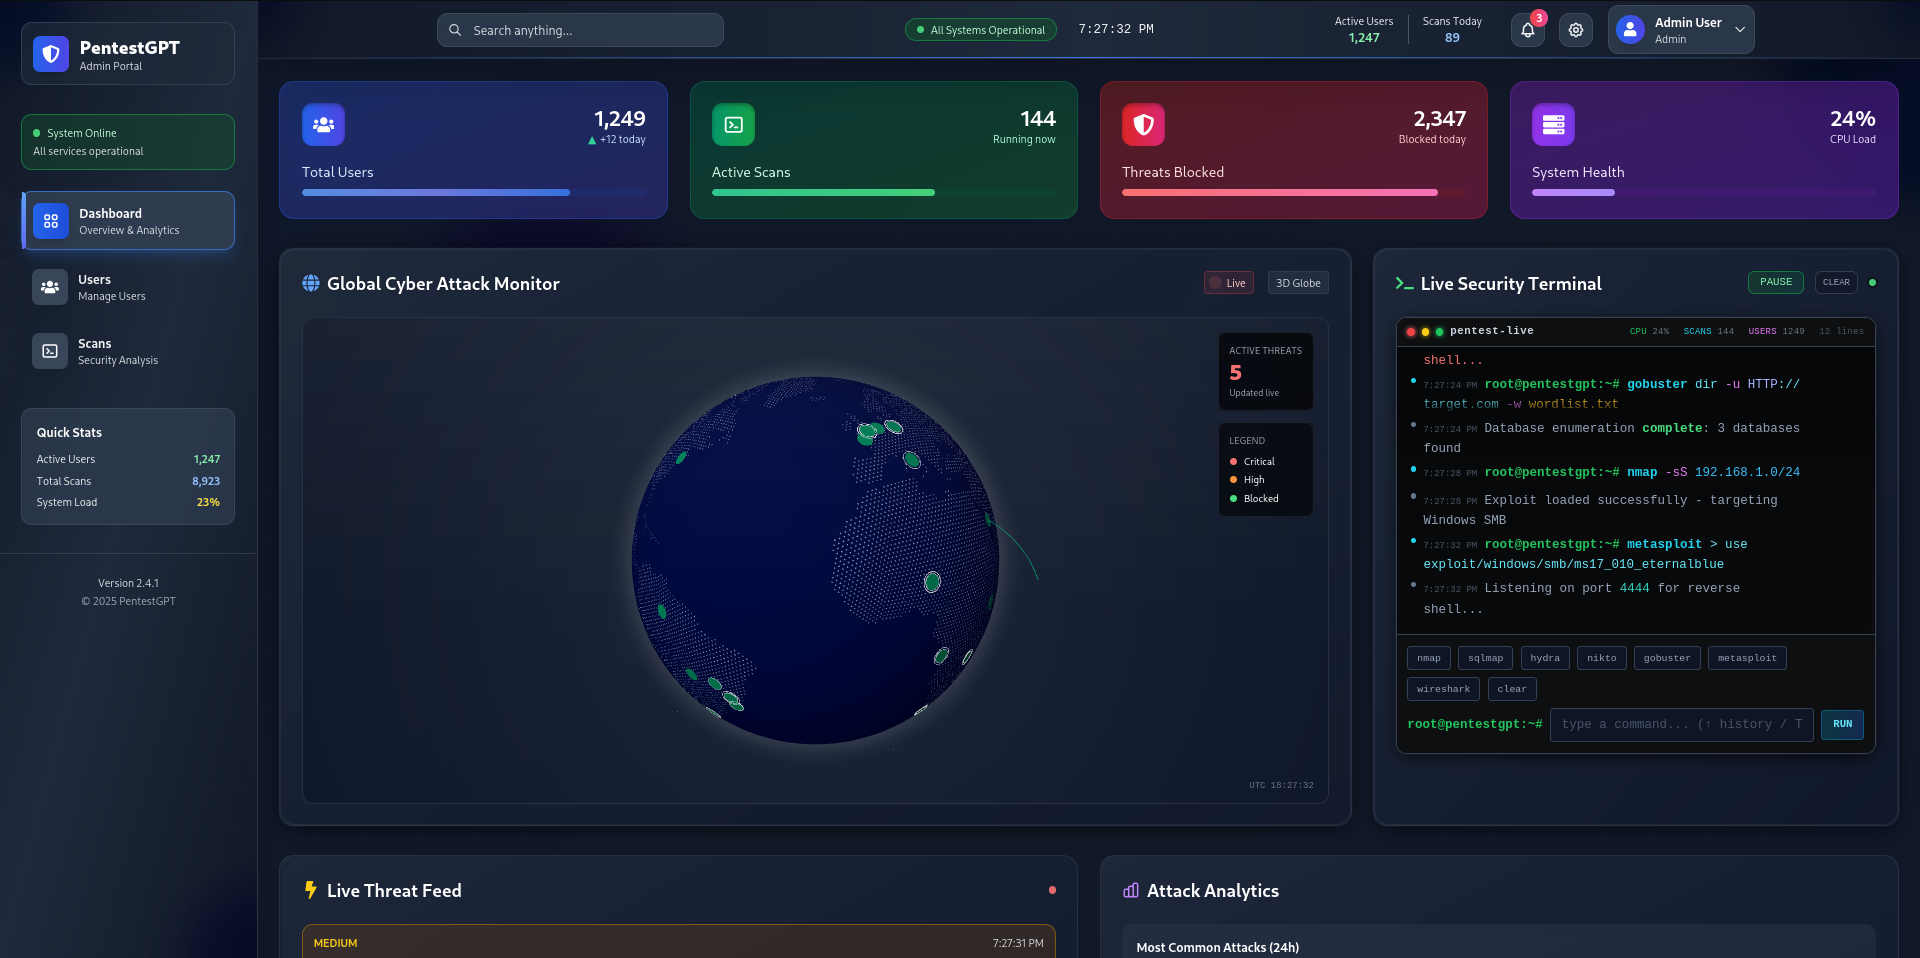 PentestGPT
Admin Portal
System Online
All services operational
Dashboard
Overview & Analytics
Users
Manage Users
Scans
Security Analysis
Quick Stats
Active Users 1,247
Total Scans 8,923
System Load 23%
Version 2.4.1
© 2025 PentestGPT
Search anything...
All Systems Operational
7:27:32 PM
Active Users
1,247
Scans Today
89
3
Admin User
Admin
1,249
▲ +12 today
Total Users
144
Running now
Active Scans
2,347
Blocked today
Threats Blocked
24%
CPU Load
System Health
Global Cyber Attack Monitor
Live
3D Globe
ACTIVE THREATS
5
Updated live
LEGEND
Critical
High
Blocked
UTC 18:27:32
Live Security Terminal
PAUSE
CLEAR
pentest-live
CPU 24% SCANS 144 USERS 1249 12 lines
shell...
7:27:24 PM root@pentestgpt:~# gobuster dir -u HTTP://
target.com -w wordlist.txt
7:27:24 PM Database enumeration complete: 3 databases
found
7:27:28 PM root@pentestgpt:~# nmap -sS 192.168.1.0/24
7:27:28 PM Exploit loaded successfully - targeting
Windows SMB
7:27:32 PM root@pentestgpt:~# metasploit > use
exploit/windows/smb/ms17_010_eternalblue
7:27:32 PM Listening on port 4444 for reverse
shell...
nmap sqlmap hydra nikto gobuster metasploit
wireshark clear
root@pentestgpt:~# type a command... (↑ history / T
RUN
Live Threat Feed
MEDIUM
7:27:31 PM
Attack Analytics
Most Common Attacks (24h)